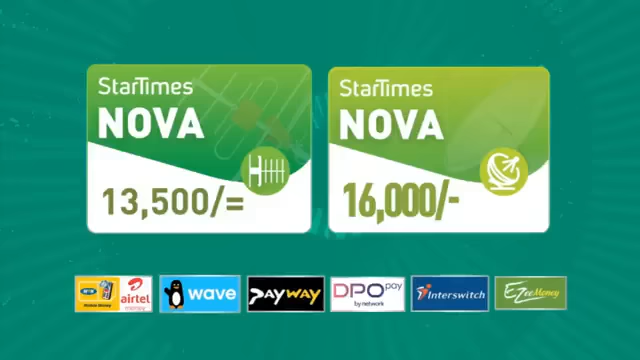 StarTimes
NOVA
13,500/=
StarTimes
NOVA
16,000/-
MTN
airtel
wave
PAYWAY
DPO pay
by network
Interswitch
EZeeMoney